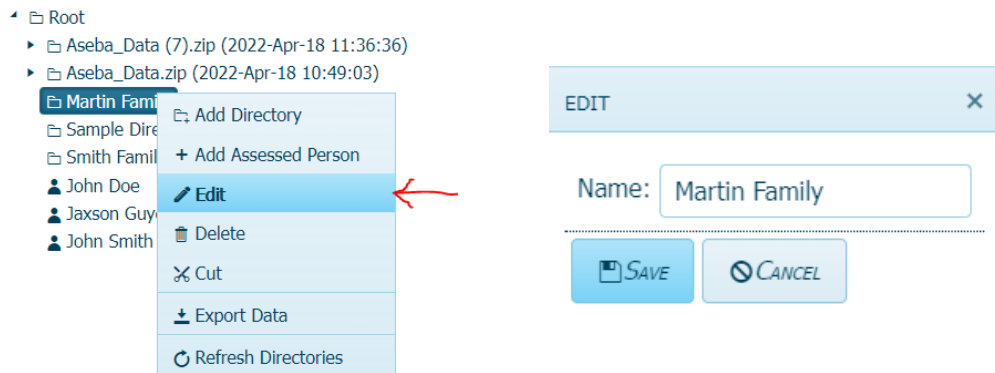 Root
Aseba_Data (7).zip (2022-Apr-18 11:36:36)
Aseba_Data.zip (2022-Apr-18 10:49:03)
Martin Fami
Sample Dire
Smith Famil
John Doe
Jaxson Guy
John Smith
Add Directory
+ Add Assessed Person
Edit
Delete
Cut
Export Data
Refresh Directories
EDIT ×
Name: Martin Family
SAVE CANCEL